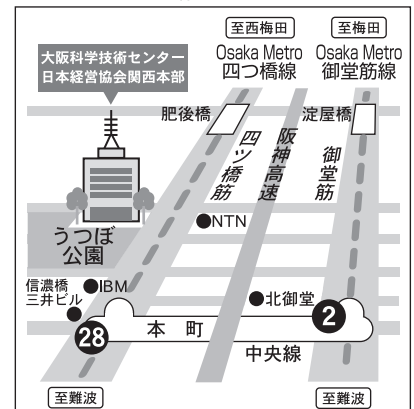 至西梅田
Osaka Metro
四つ橋線
至梅田
Osaka Metro
御堂筋線
大阪科学技術センター
日本経営協会関西本部
肥後橋
淀屋橋
四ツ橋筋
阪神高速
御堂筋
●NTN
うつぼ
公園
信濃橋
三井ビル
●IBM
●北御堂
28
本町
2
中央線
至難波
至難波